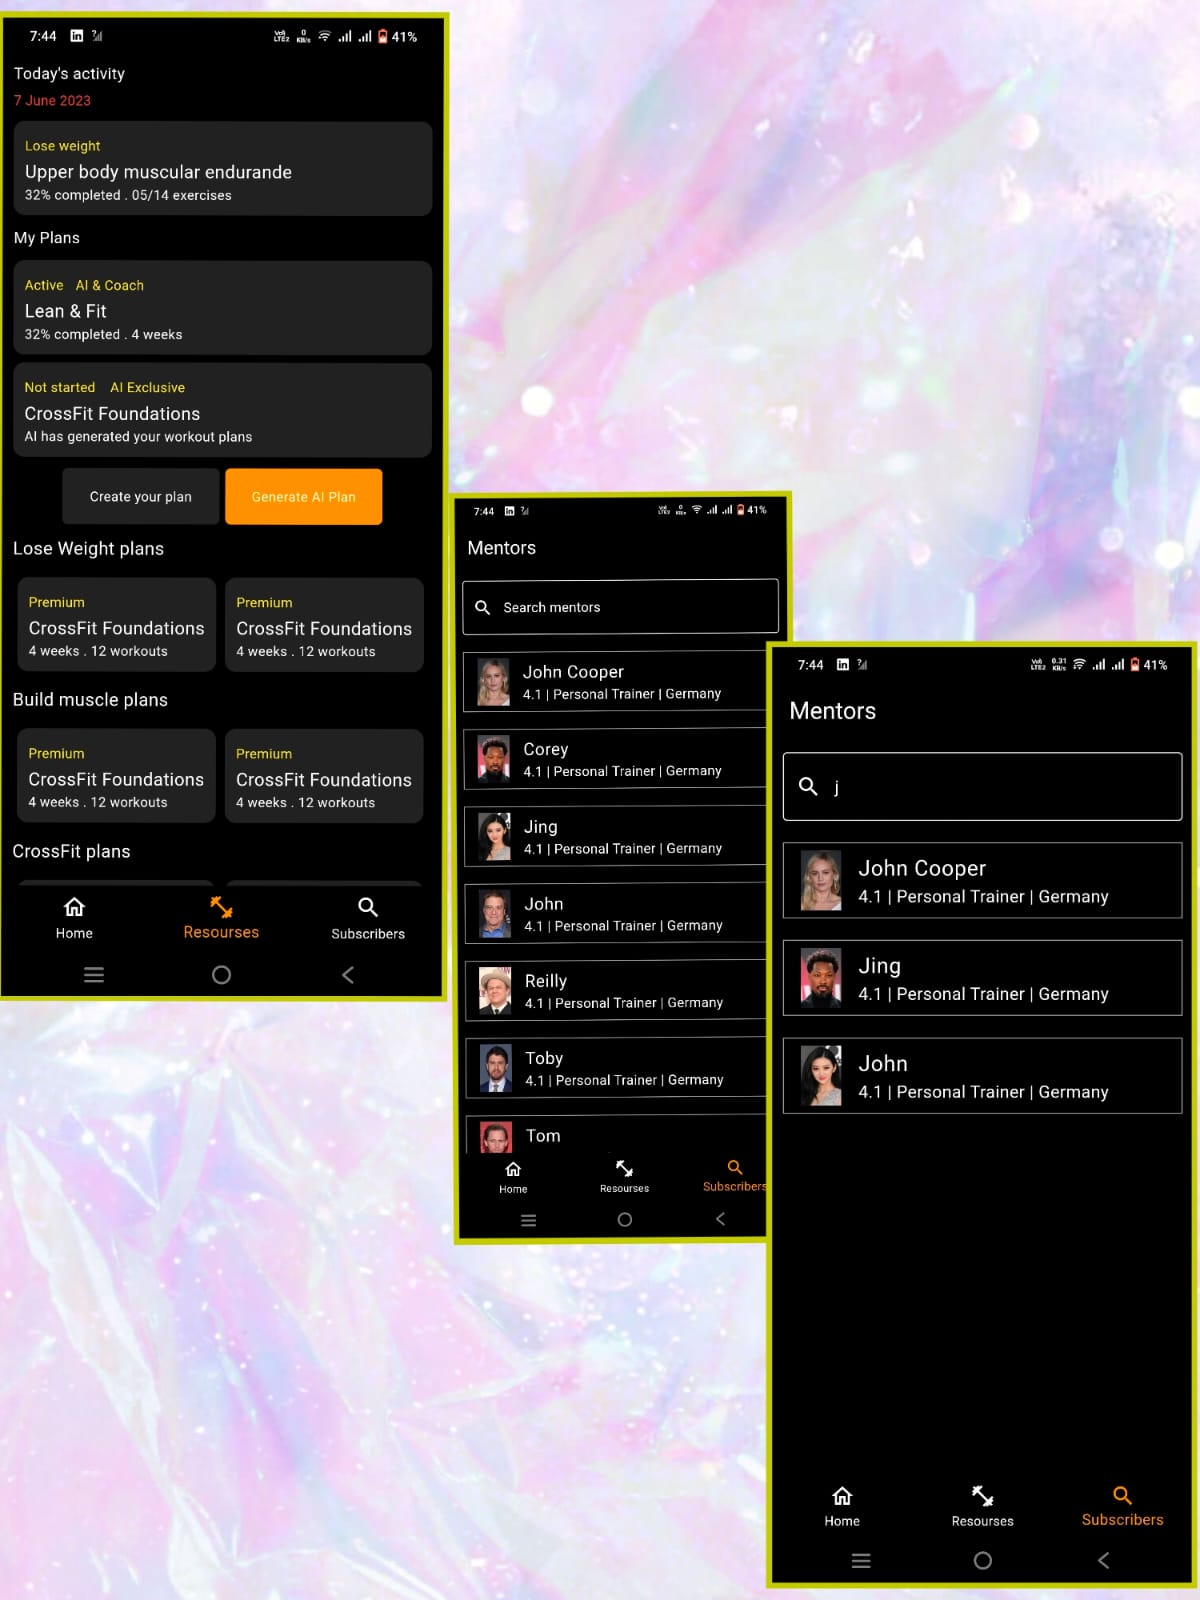 7:44
Vo5 LTE2 0 KB/s 41%
Today's activity
7 June 2023
Lose weight
Upper body muscular endurande
32% completed . 05/14 exercises
My Plans
Active AI & Coach
Lean & Fit
32% completed . 4 weeks
Not started AI Exclusive
CrossFit Foundations
AI has generated your workout plans
Create your plan Generate AI Plan
Lose Weight plans
Premium Premium
CrossFit Foundations CrossFit Foundations
4 weeks . 12 workouts 4 weeks . 12 workouts
Build muscle plans
Premium Premium
CrossFit Foundations CrossFit Foundations
4 weeks . 12 workouts 4 weeks . 12 workouts
CrossFit plans
Home Resourses Subscribers
7:44 41%
Mentors
Search mentors
John Cooper
4.1 | Personal Trainer | Germany
Corey
4.1 | Personal Trainer | Germany
Jing
4.1 | Personal Trainer | Germany
John
4.1 | Personal Trainer | Germany
Reilly
4.1 | Personal Trainer | Germany
Toby
4.1 | Personal Trainer | Germany
Tom
Home Resourses Subscribers
7:44 0.31 KB/s 41%
Mentors
j
John Cooper
4.1 | Personal Trainer | Germany
Jing
4.1 | Personal Trainer | Germany
John
4.1 | Personal Trainer | Germany
Home Resourses Subscribers